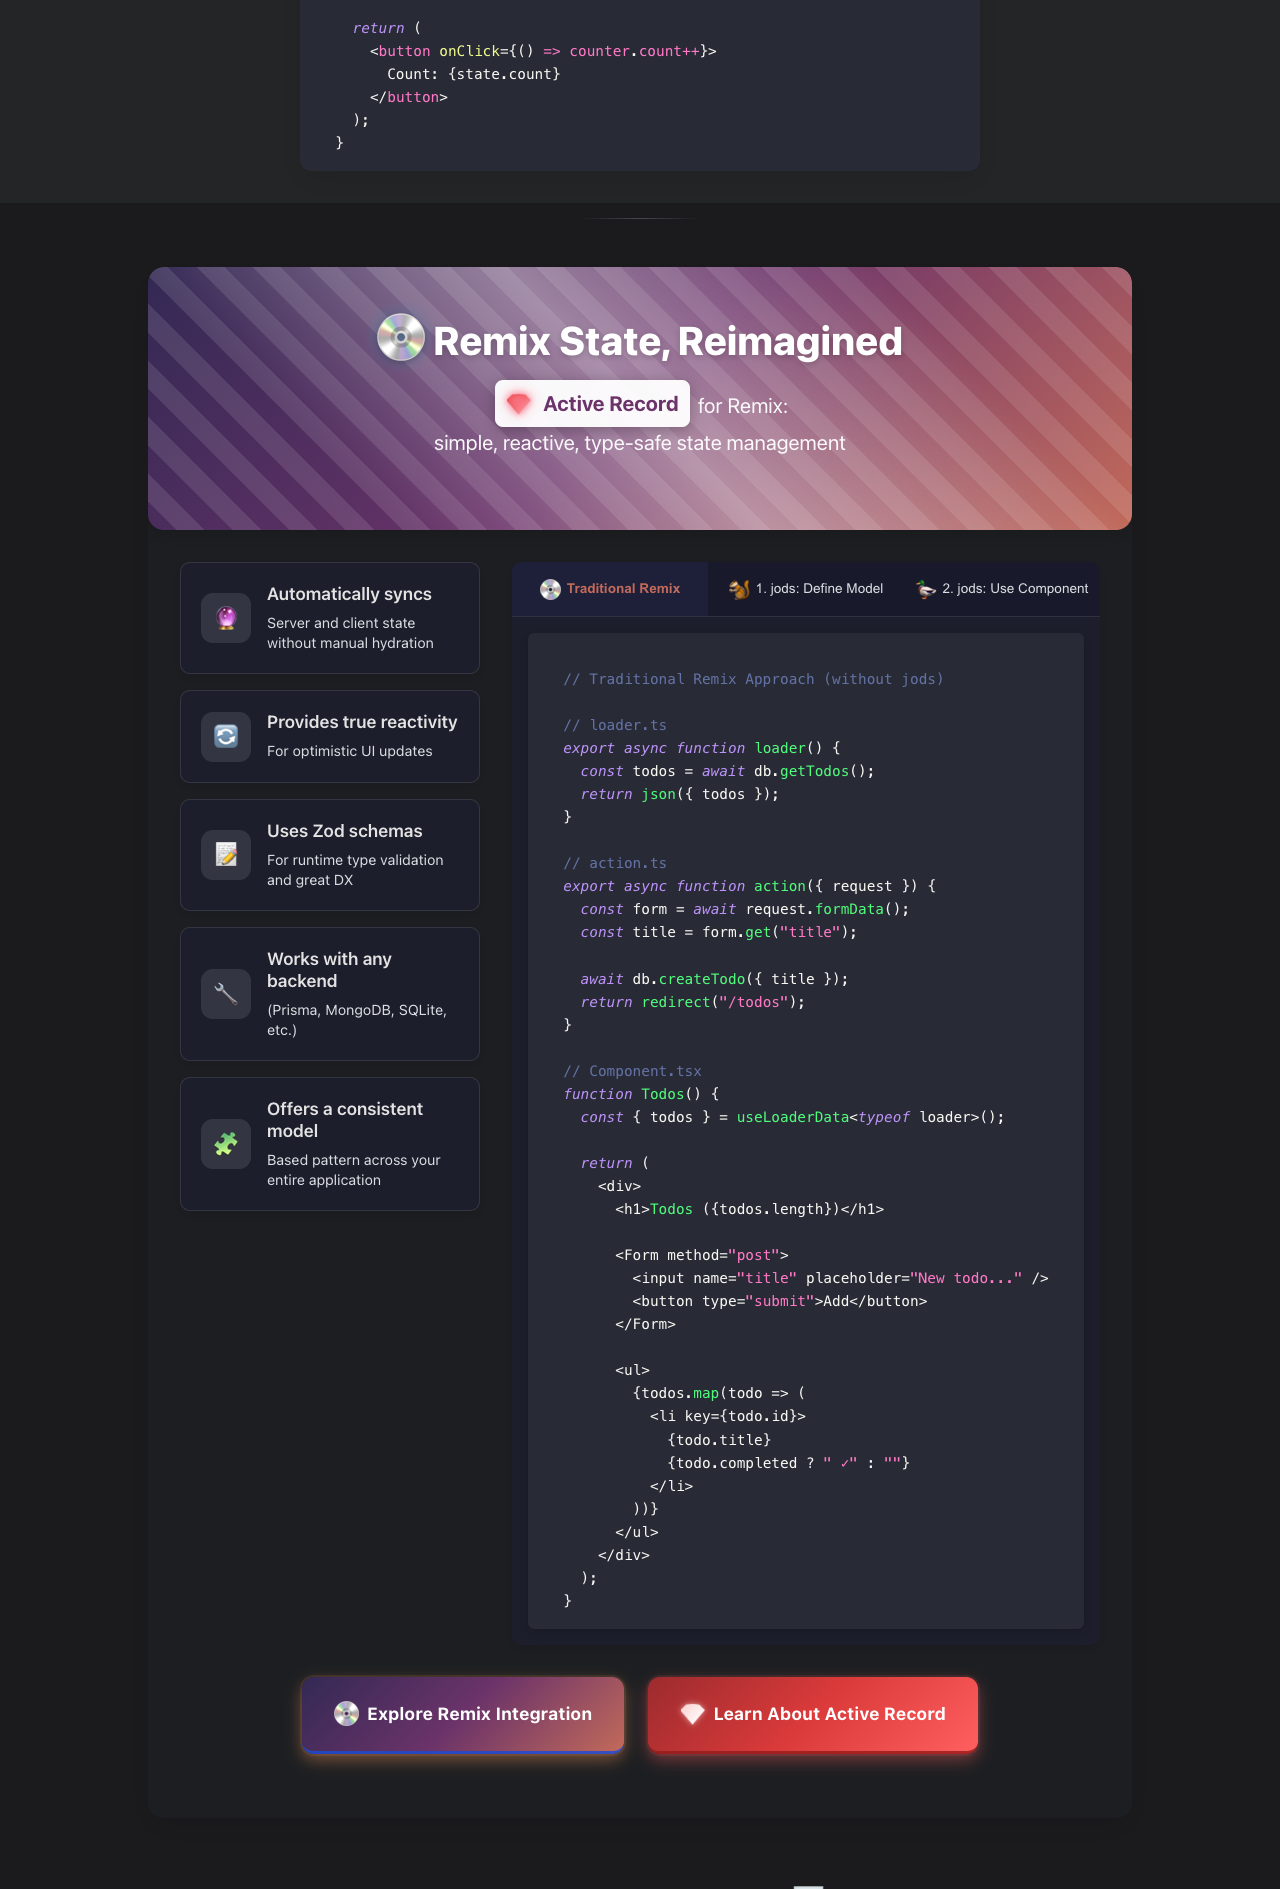 return (
<button onClick={() => counter.count++}>
Count: {state.count}
</button>
);
}
Remix State, Reimagined
Active Record for Remix:
simple, reactive, type-safe state management
Automatically syncs
Server and client state
without manual hydration
Provides true reactivity
For optimistic UI updates
Uses Zod schemas
For runtime type validation
and great DX
Works with any
backend
(Prisma, MongoDB, SQLite,
etc.)
Offers a consistent
model
Based pattern across your
entire application
Traditional Remix
1. jods: Define Model
2. jods: Use Component
// Traditional Remix Approach (without jods)
// loader.ts
export async function loader() {
const todos = await db.getTodos();
return json({ todos });
}
// action.ts
export async function action({ request }) {
const form = await request.formData();
const title = form.get("title");
await db.createTodo({ title });
return redirect("/todos");
}
// Component.tsx
function Todos() {
const { todos } = useLoaderData<typeof loader>();
return (
<div>
<h1>Todos ({todos.length})</h1>
<Form method="post">
<input name="title" placeholder="New todo..." />
<button type="submit">Add</button>
</Form>
<ul>
{todos.map(todo => (
<li key={todo.id}>
{todo.title}
{todo.completed ? " ✓" : ""}
</li>
))}
</ul>
</div>
);
}
Explore Remix Integration
Learn About Active Record